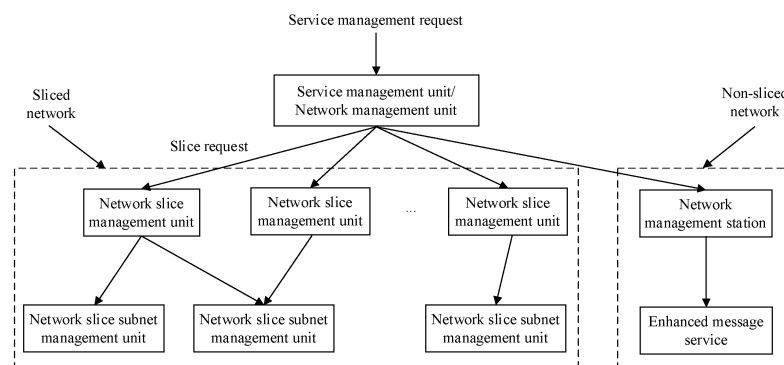 Service management request
Service management unit/
Network management unit
Sliced
network
Non-sliced
network
Slice request
Network slice
management unit
Network slice
management unit
...
Network slice
management unit
Network
management station
Network slice subnet
management unit
Network slice subnet
management unit
Network slice subnet
management unit
Enhanced message
service